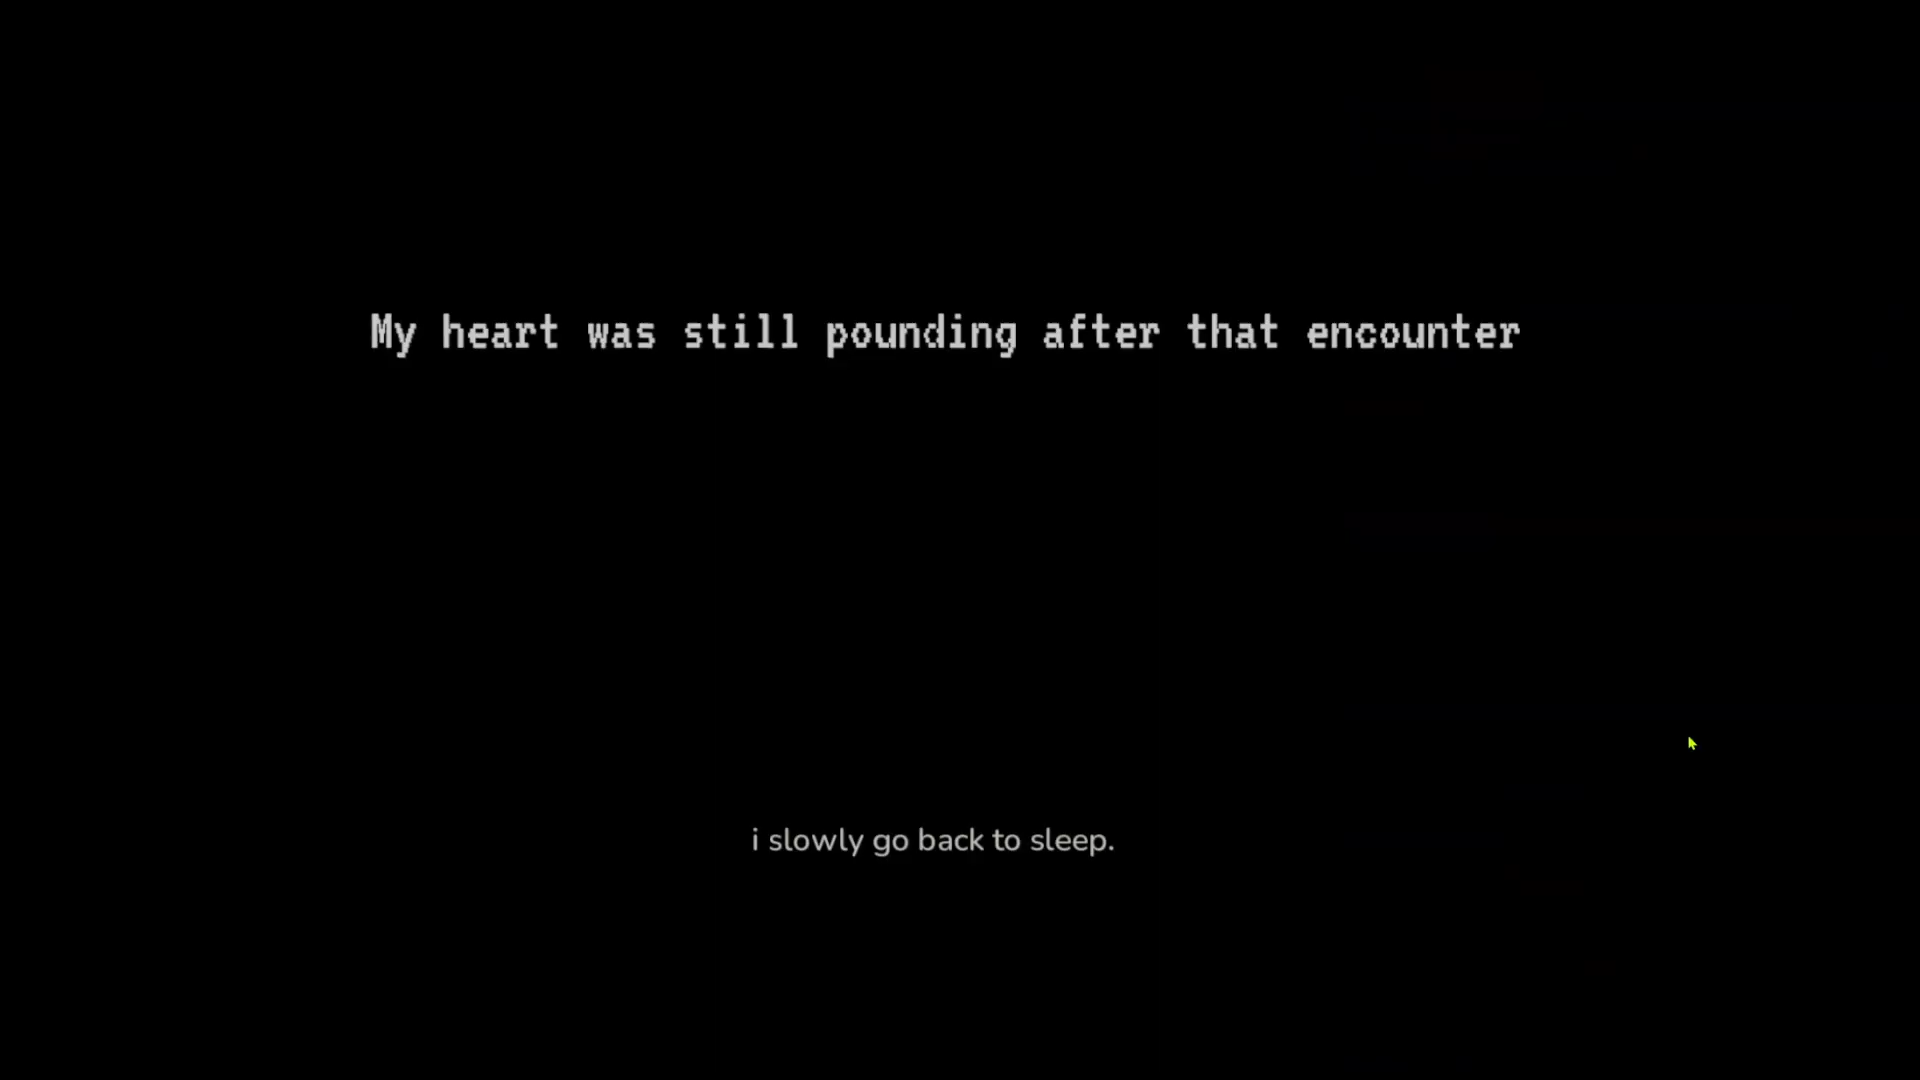 My heart was still pounding after that encounter
i slowly go back to sleep.